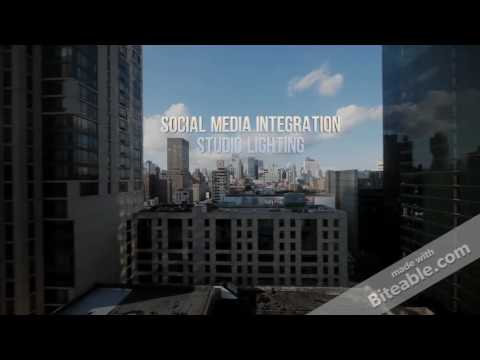 SOCIAL MEDIA INTEGRATION
STUDIO LIGHTING
made with
Biteable.com